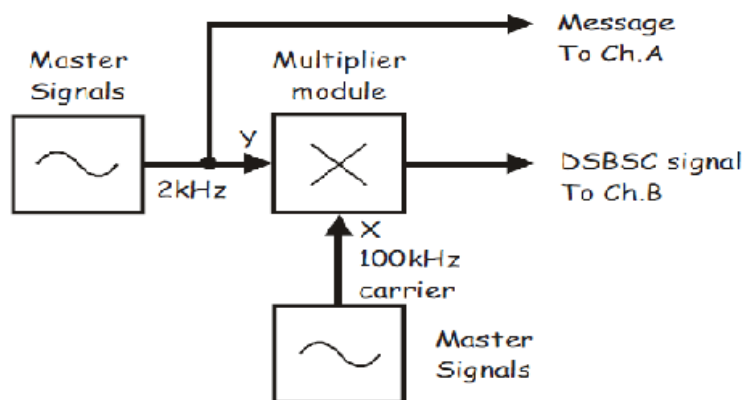 Message
To Ch.A
Master
Signals
Multiplier
module
Y
2kHz
DSBSC signal
To Ch.B
X
100kHz
carrier
Master
Signals